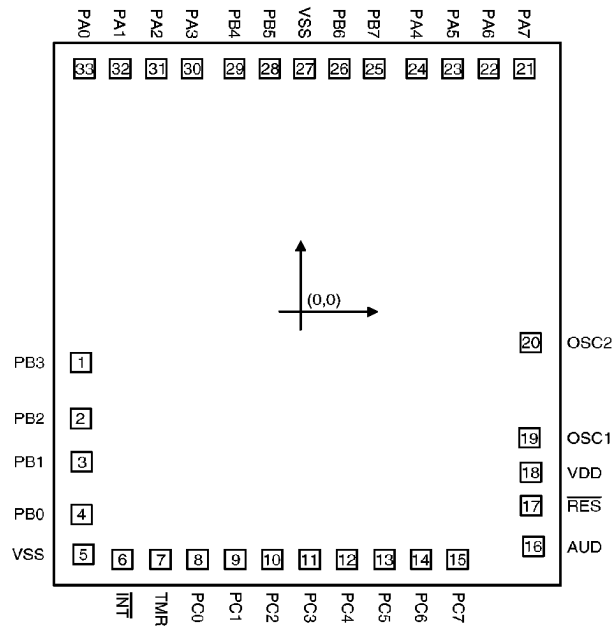 PA0 PA1 PA2 PA3 PB4 PB5 VSS PB6 PB7 PA4 PA5 PA6 PA7
33 32 31 30 29 28 27 26 25 24 23 22 21
(0,0)
20 OSC2
PB3 1
PB2 2
19 OSC1
PB1 3
18 VDD
17 RES
PB0 4
16 AUD
VSS 5
6 7 8 9 10 11 12 13 14 15
INT TMR PC0 PC1 PC2 PC3 PC4 PC5 PC6 PC7